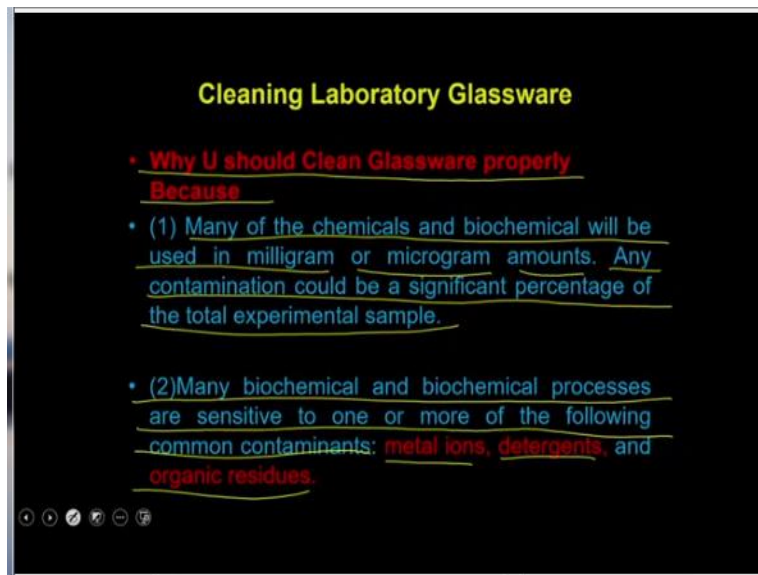 Cleaning Laboratory Glassware
• Why U should Clean Glassware properly
Because
• (1) Many of the chemicals and biochemical will be
used in milligram or microgram amounts. Any
contamination could be a significant percentage of
the total experimental sample.
• (2)Many biochemical and biochemical processes
are sensitive to one or more of the following
common contaminants: metal ions, detergents, and
organic residues.